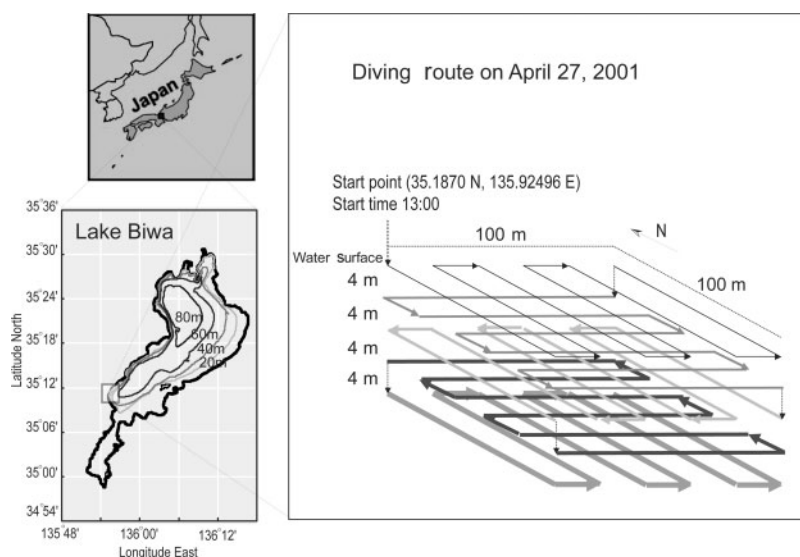 Japan
Diving route on April 27, 2001
Start point (35.1870 N, 135.92496 E)
Start time 13:00
N
100 m
Water surface
100 m
4 m
4 m
4 m
4 m
35°36'
35°30'
35°24'
35°18'
35°12'
35°06'
35°00'
34°54'
Latitude North
Lake Biwa
80m
60m
40m
20m
135°48'
136°00'
136°12'
Longitude East